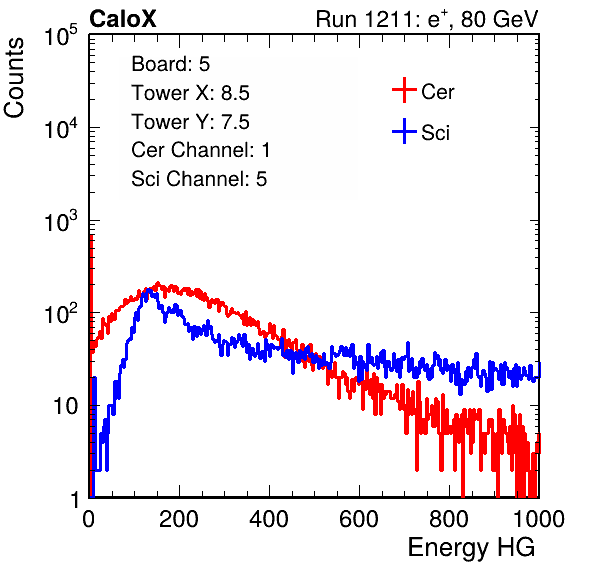 CaloX Run 1211: e⁺, 80 GeV
Counts
Board: 5
Tower X: 8.5
Tower Y: 7.5
Cer Channel: 1
Sci Channel: 5
Cer
Sci
10⁵
10⁴
10³
10²
10
1
0 200 400 600 800 1000
Energy HG